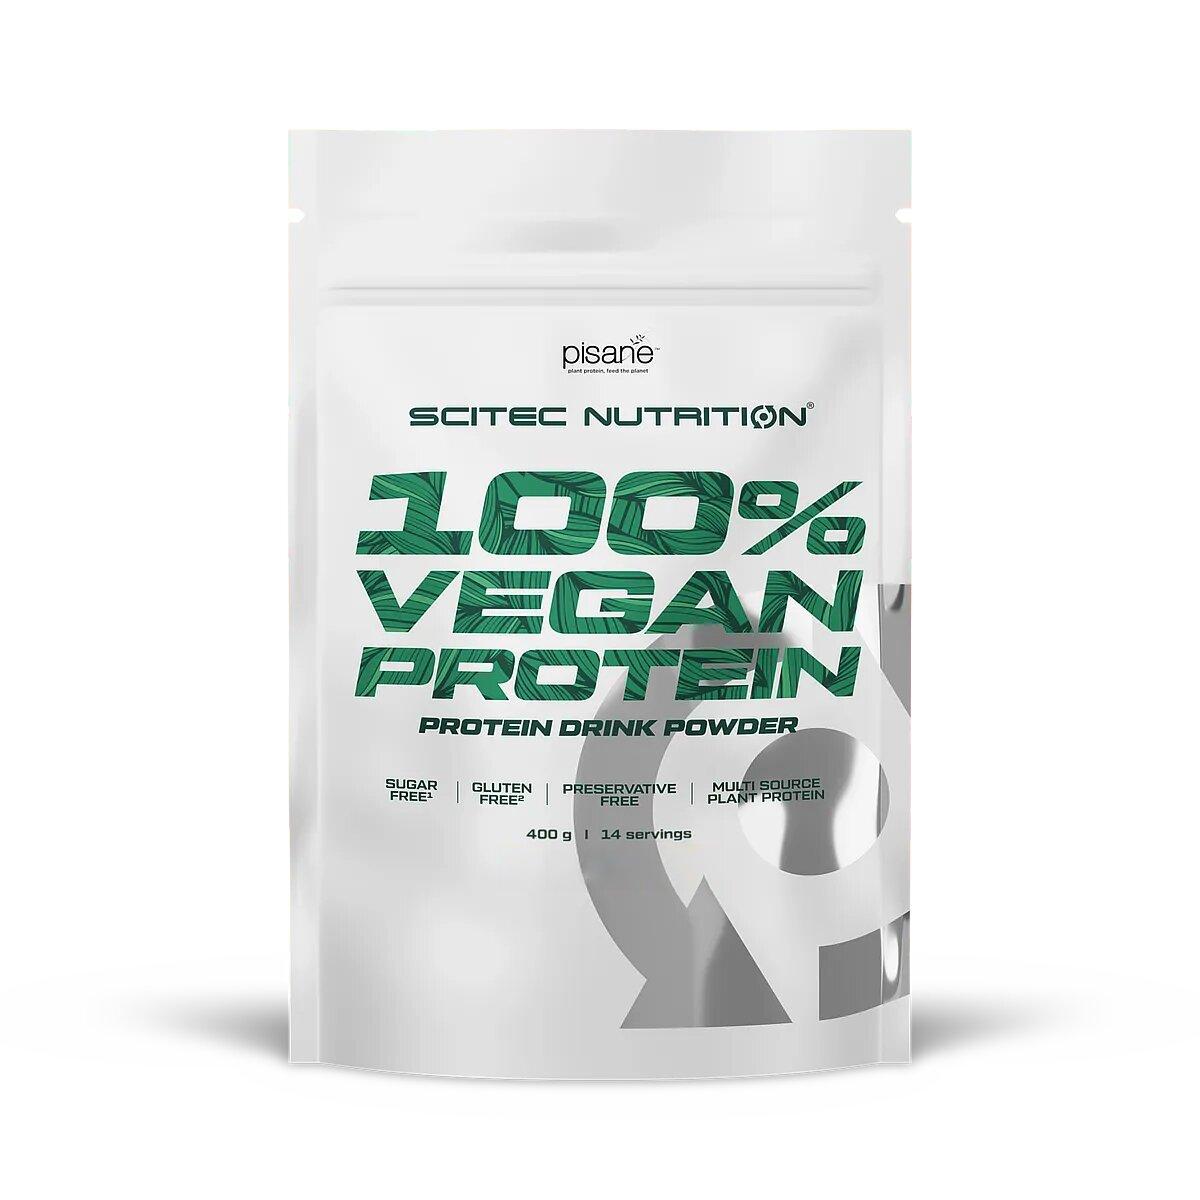 pisane™
plant protein, feed the planet
SCITEC NUTRITION®
100%
VEGAN
PROTEIN
PROTEIN DRINK POWDER
SUGAR FREE¹ | GLUTEN FREE² | PRESERVATIVE FREE | MULTI SOURCE PLANT PROTEIN
400 g | 14 servings